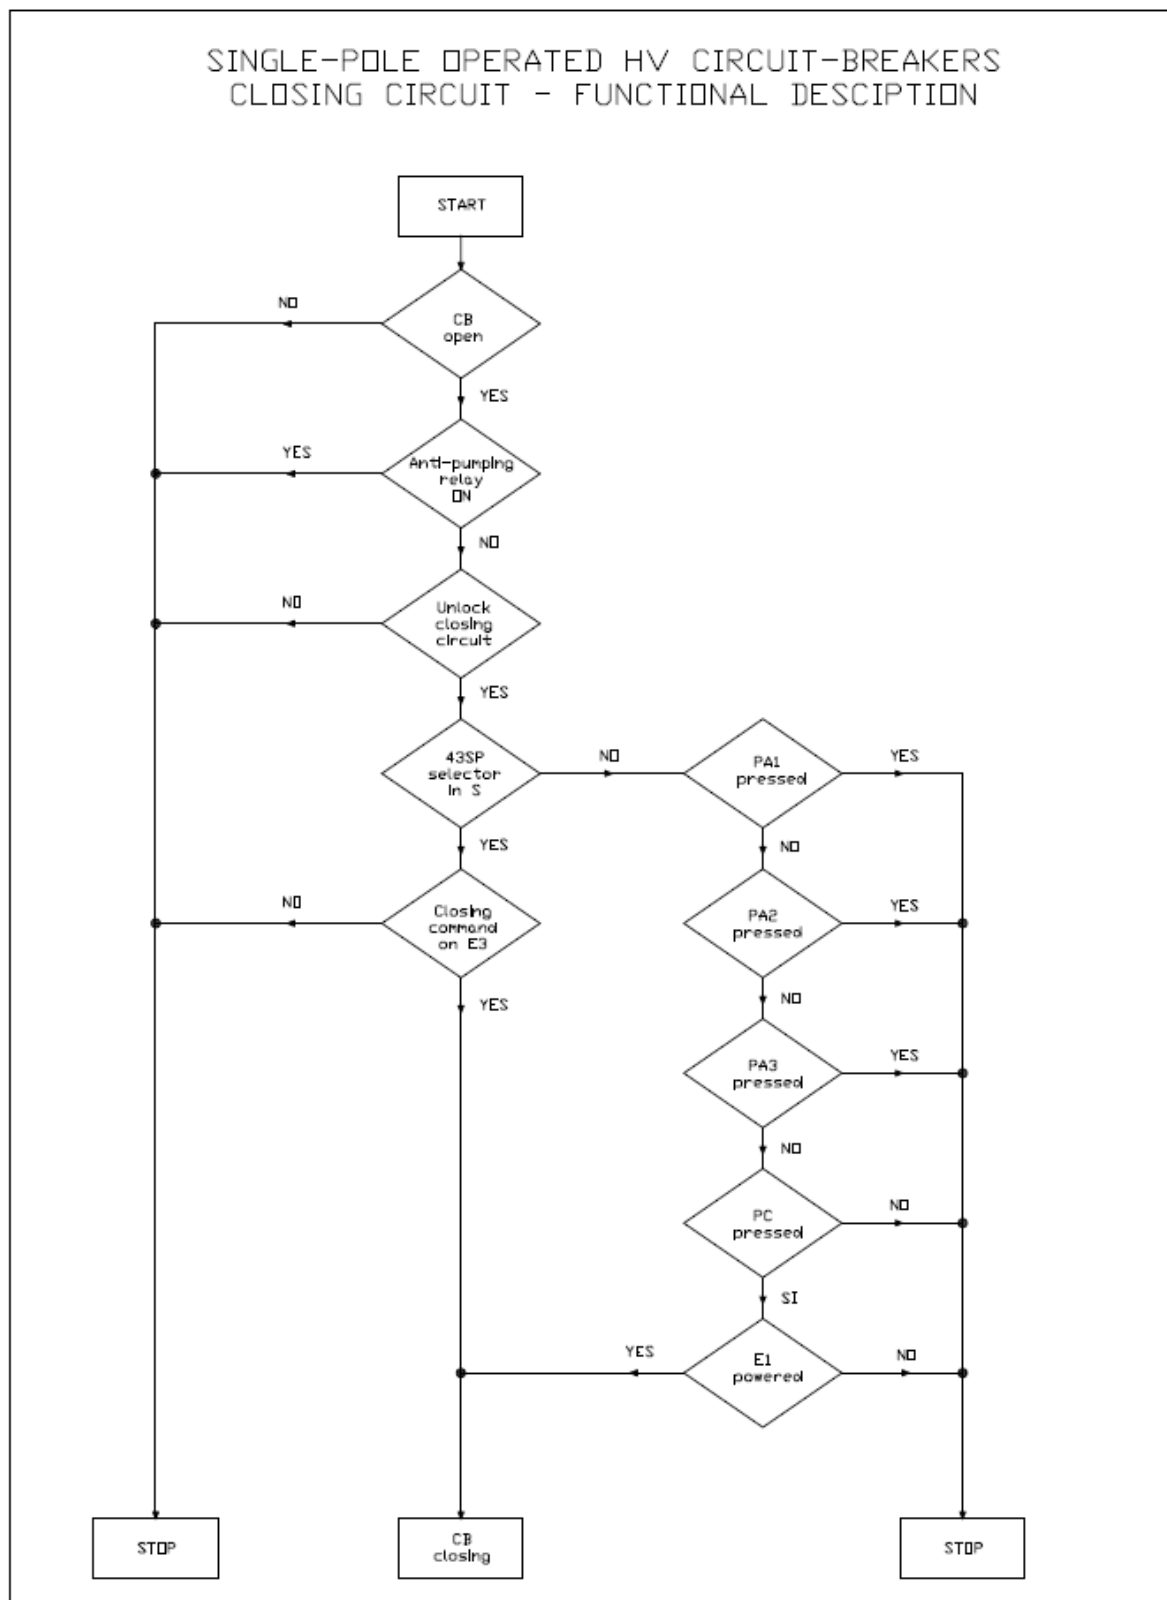 SINGLE-POLE OPERATED HV CIRCUIT-BREAKERS
CLOSING CIRCUIT - FUNCTIONAL DESCIPTION
START
NO
CB
open
YES
YES
Anti-pumping
relay
ON
NO
NO
Unlock
closing
circuit
YES
43SP
selector
in S
NO
PA1
pressed
YES
YES
NO
NO
Closing
command
on E3
PA2
pressed
YES
YES
NO
PA3
pressed
YES
NO
PC
pressed
NO
SI
YES
E1
powered
NO
STOP
CB
closing
STOP